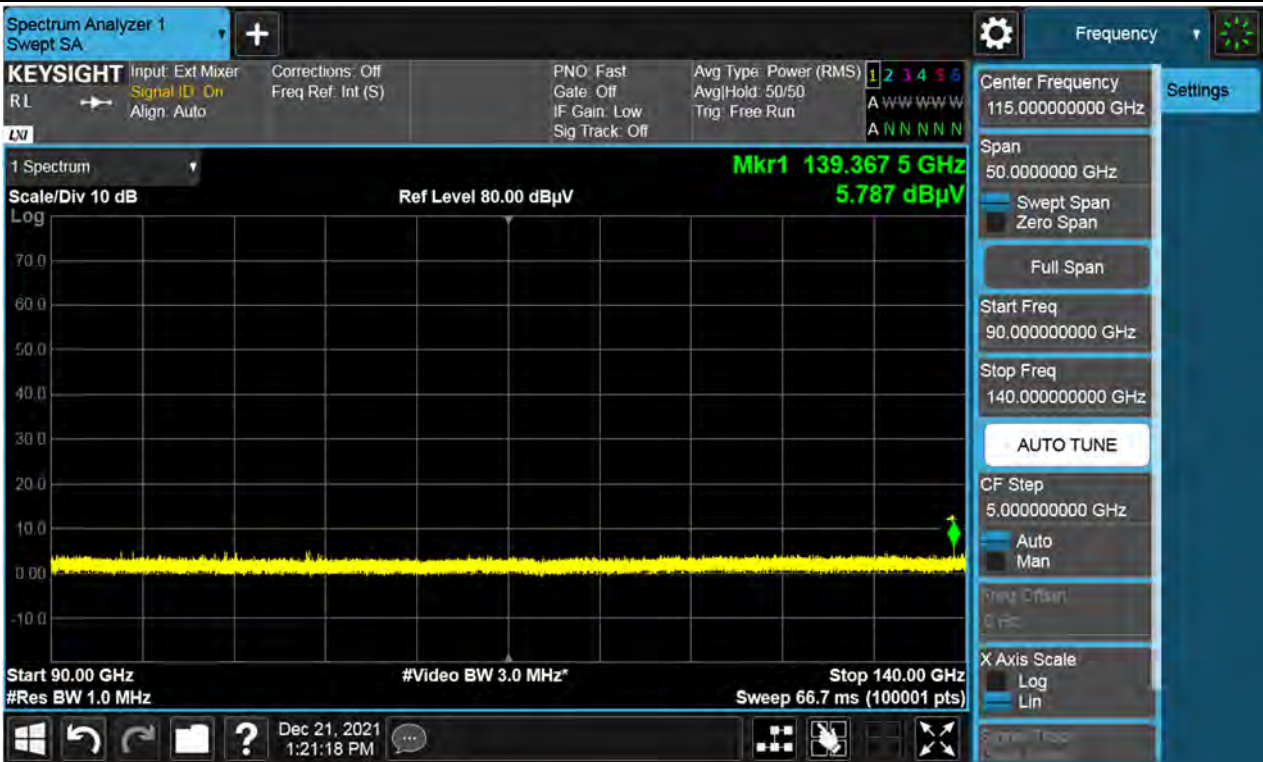 Spectrum Analyzer 1
Swept SA
+
Frequency
KEYSIGHT
Input: Ext Mixer
Corrections: Off
PNO: Fast
Avg Type: Power (RMS)
1 2 3 4 5 6
RL
Signal ID: On
Freq Ref: Int (S)
Gate: Off
Avg|Hold: 50/50
A W W W W W
Align: Auto
IF Gain: Low
Trig: Free Run
LXI
Sig Track: Off
A N N N N N
1 Spectrum
Mkr1 139.367 5 GHz
Scale/Div 10 dB
Ref Level 80.00 dBµV
5.787 dBµV
Log
70.0
60.0
50.0
40.0
30.0
20.0
10.0
0.00
-10.0
1
Start 90.00 GHz
#Video BW 3.0 MHz*
Stop 140.00 GHz
#Res BW 1.0 MHz
Sweep 66.7 ms (100001 pts)
?
Dec 21, 2021
1:21:18 PM
Center Frequency
115.000000000 GHz
Settings
Span
50.0000000 GHz
Swept Span
Zero Span
Full Span
Start Freq
90.000000000 GHz
Stop Freq
140.000000000 GHz
AUTO TUNE
CF Step
5.000000000 GHz
Auto
Man
Freq Offset
0 Hz
X Axis Scale
Log
Lin